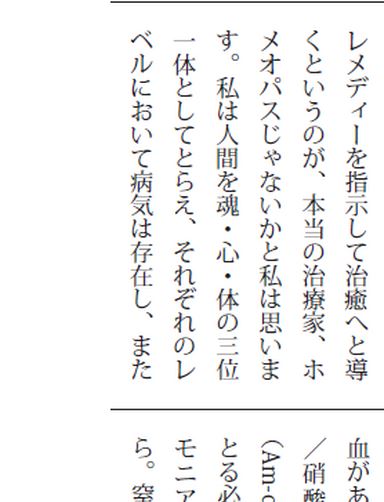 レメディーを指示して治癒へと導
くというのが、本当の治療家、ホ
メオパスじゃないかと私は思いま
す。私は人間を魂・心・体の三位
一体としてとらえ、それぞれのレ
ベルにおいて病気は存在し、また
血があ
／硝酸
（Am-c
とる必
モニア
ら。窒